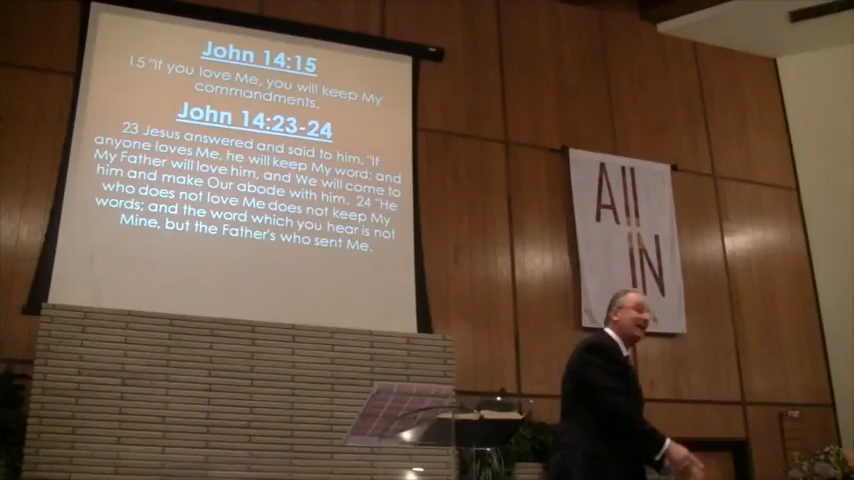 John 14:15
15 "If you love Me, you will keep My
commandments.
John 14:23-24
23 Jesus answered and said to him, "If
anyone loves Me, he will keep My word; and
My Father will love him, and We will come to
him and make Our abode with him. 24 "He
who does not love Me does not keep My
words; and the word which you hear is not
Mine, but the Father's who sent Me.
All
IN